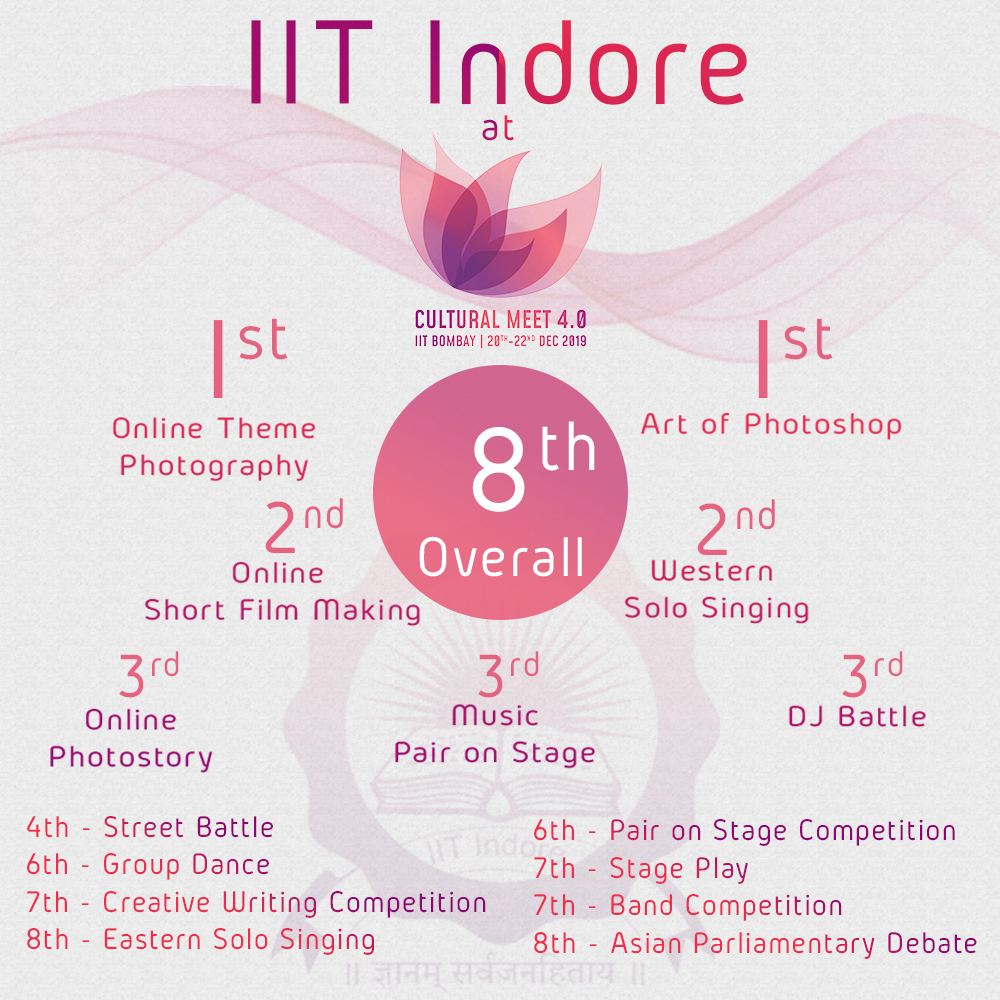 IIT Indore
at
CULTURAL MEET 4.0
IIT BOMBAY | 20TH-22ND DEC 2019
1st
Online Theme
Photography
1st
Art of Photoshop
8th
Overall
2nd
Online
Short Film Making
2nd
Western
Solo Singing
3rd
Online
Photostory
3rd
Music
Pair on Stage
3rd
DJ Battle
4th - Street Battle
6th - Group Dance
7th - Creative Writing Competition
8th - Eastern Solo Singing
6th - Pair on Stage Competition
7th - Stage Play
7th - Band Competition
8th - Asian Parliamentary Debate
IIT Indore
॥ ज्ञानम् सर्वजनहिताय ॥